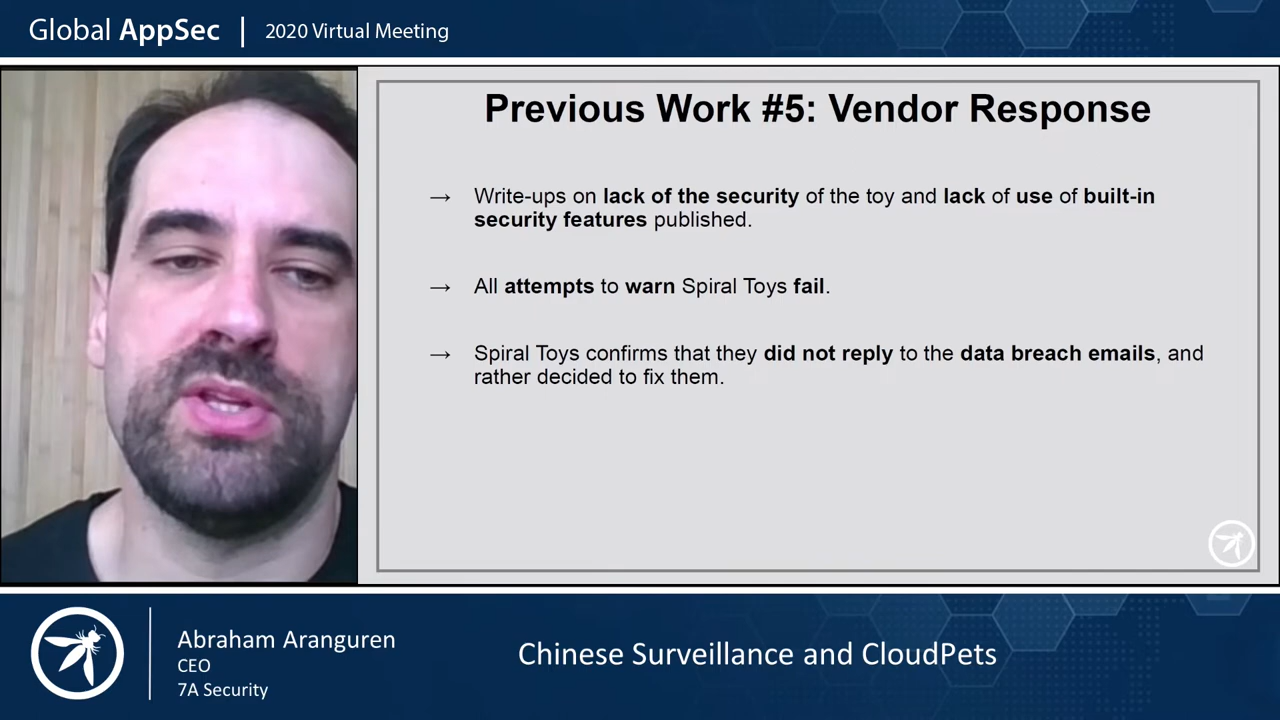 Global AppSec | 2020 Virtual Meeting
Previous Work #5: Vendor Response
→ Write-ups on lack of the security of the toy and lack of use of built-in
security features published.
→ All attempts to warn Spiral Toys fail.
→ Spiral Toys confirms that they did not reply to the data breach emails, and
rather decided to fix them.
Abraham Aranguren
CEO
7A Security
Chinese Surveillance and CloudPets